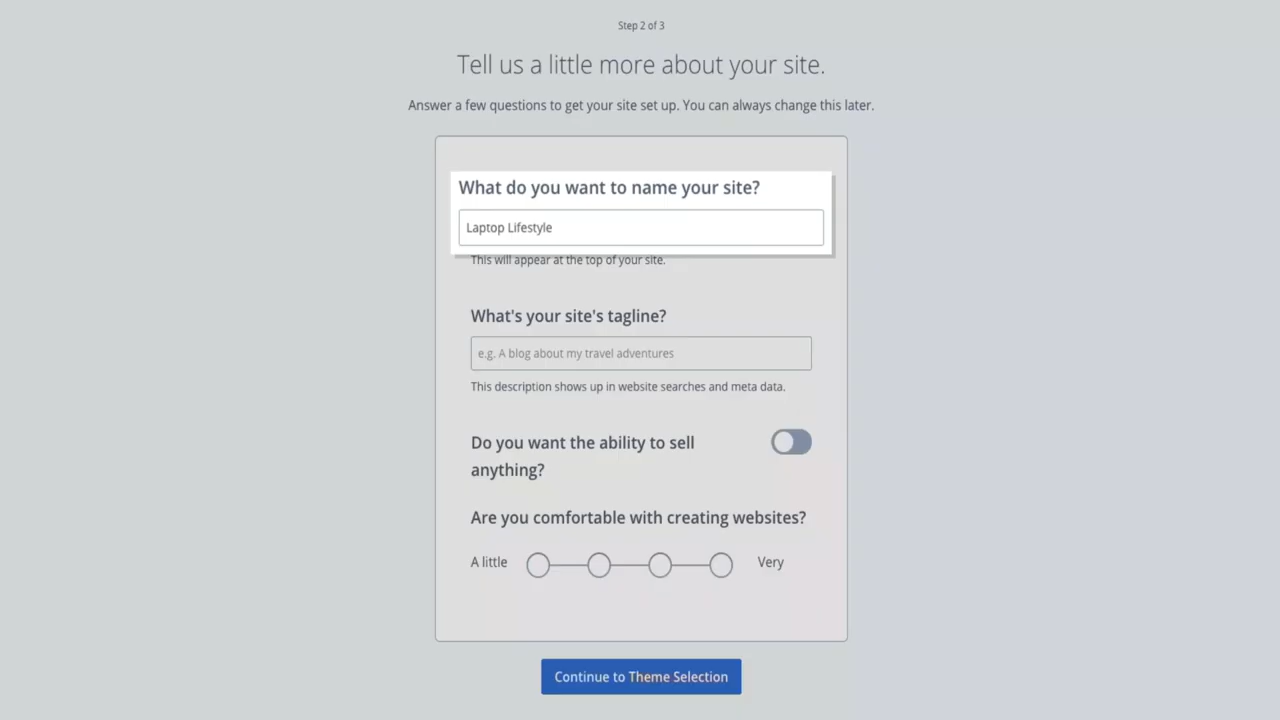 Step 2 of 3
Tell us a little more about your site.
Answer a few questions to get your site set up. You can always change this later.
What do you want to name your site?
Laptop Lifestyle
This will appear at the top of your site.
What's your site's tagline?
e.g. A blog about my travel adventures
This description shows up in website searches and meta data.
Do you want the ability to sell
anything?
Are you comfortable with creating websites?
A little Very
Continue to Theme Selection